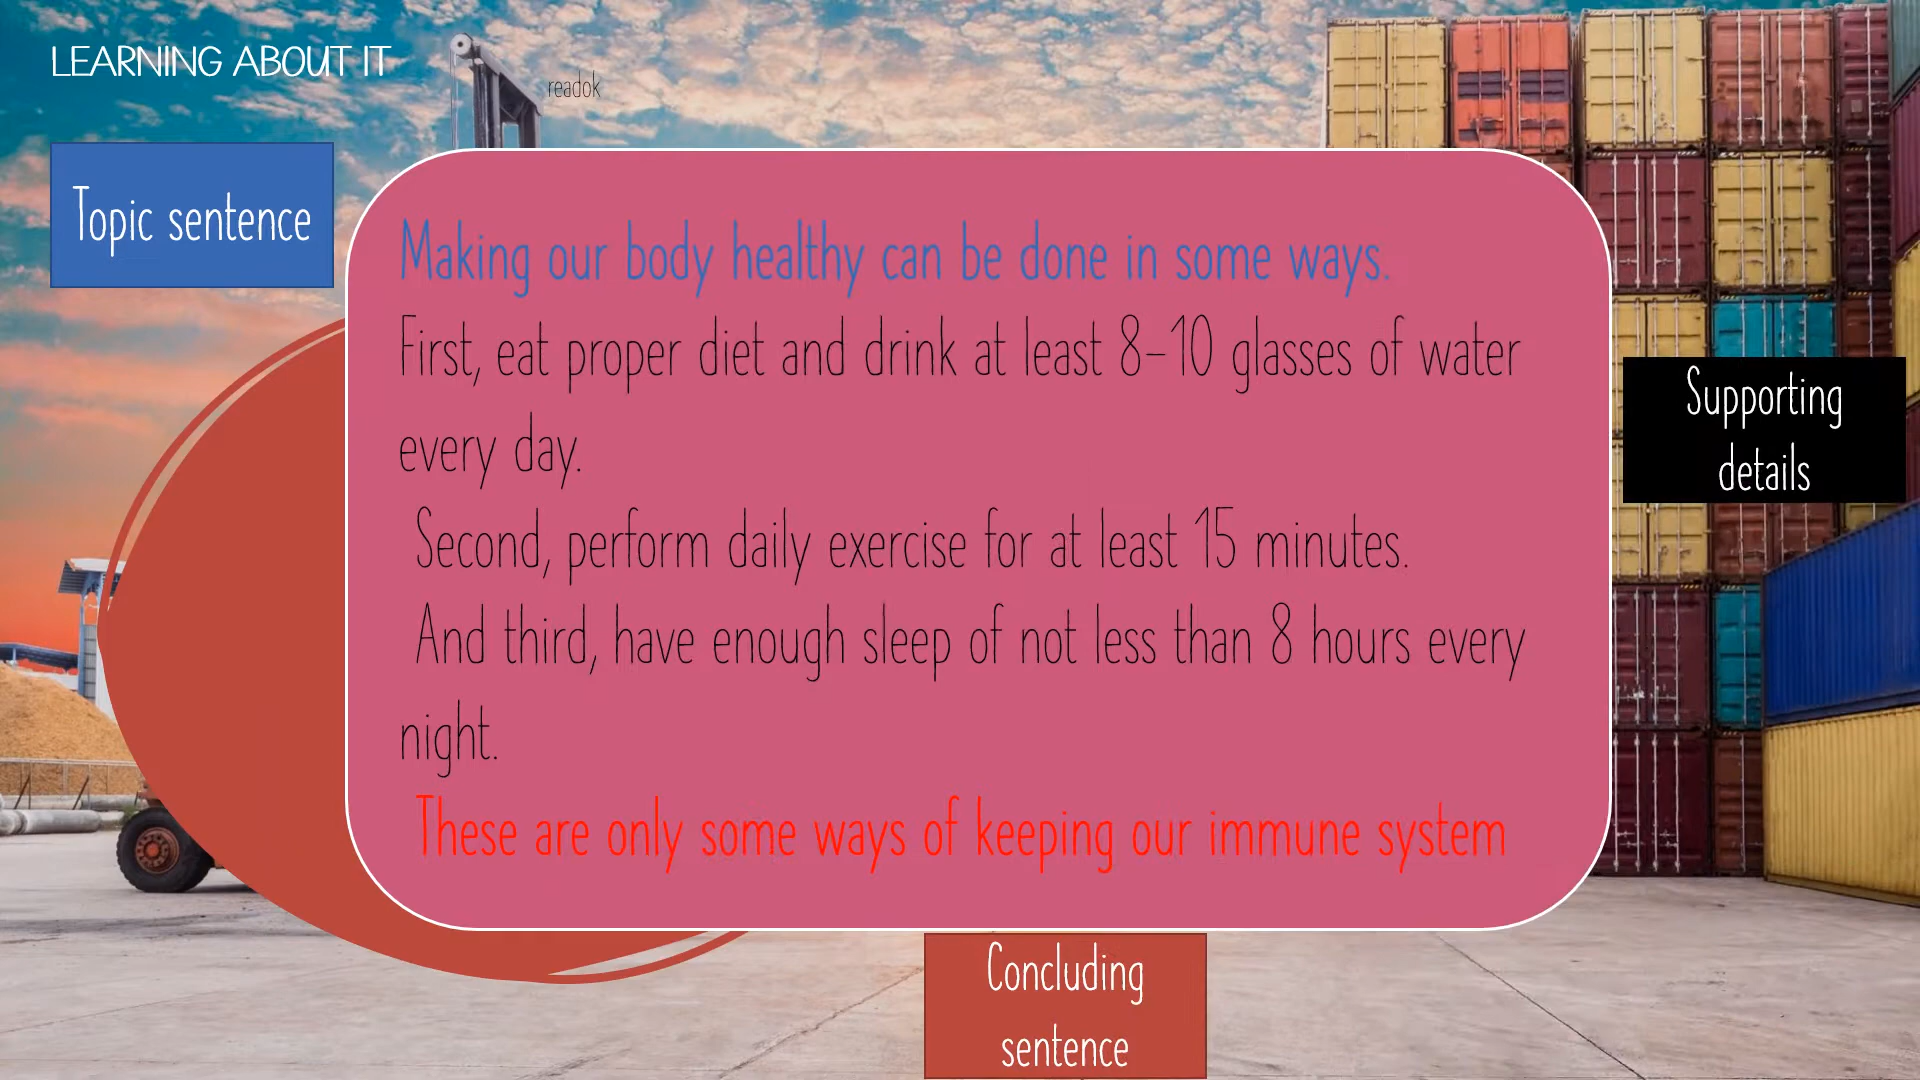 LEARNING ABOUT IT
readok
Topic sentence
Making our body healthy can be done in some ways.
First, eat proper diet and drink at least 8-10 glasses of water
every day.
Second, perform daily exercise for at least 15 minutes.
And third, have enough sleep of not less than 8 hours every
night.
These are only some ways of keeping our immune system
Supporting
details
Concluding
sentence